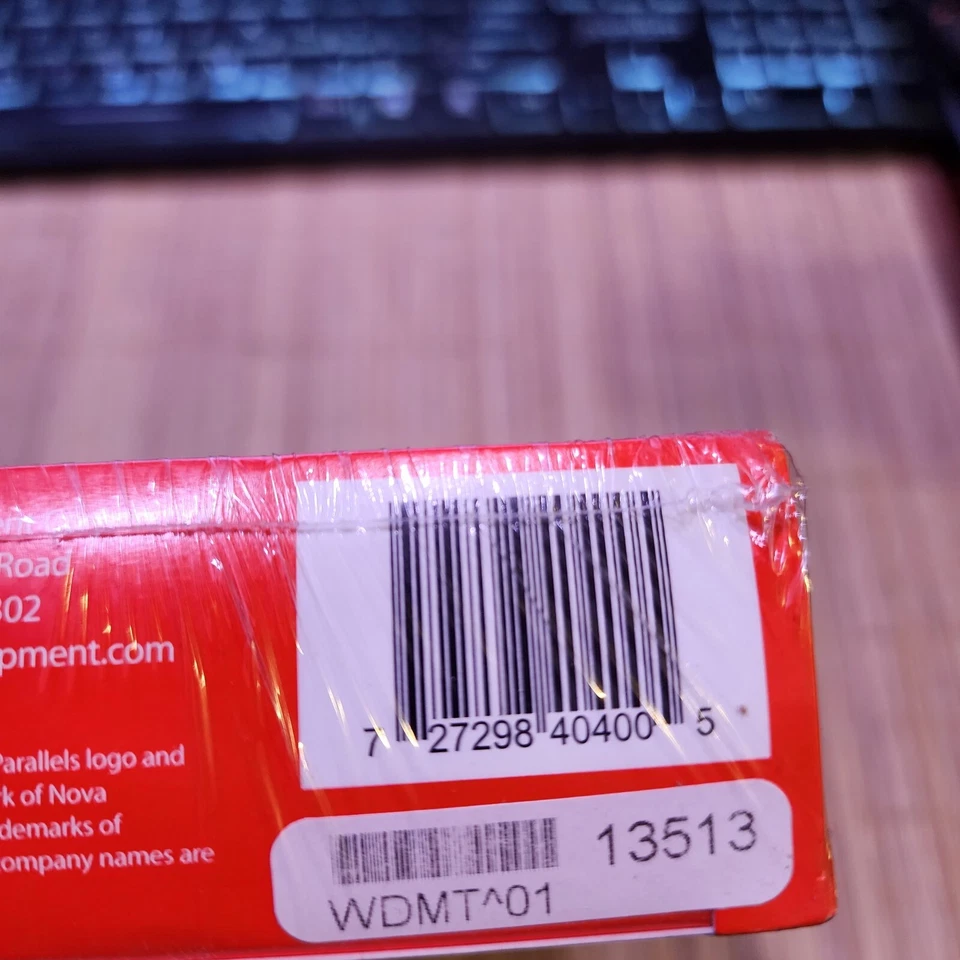 Road
302
pment.com
Parallels logo and
rk of Nova
demarks of
company names are
7 27298 40400 5
13513
WDMT^01